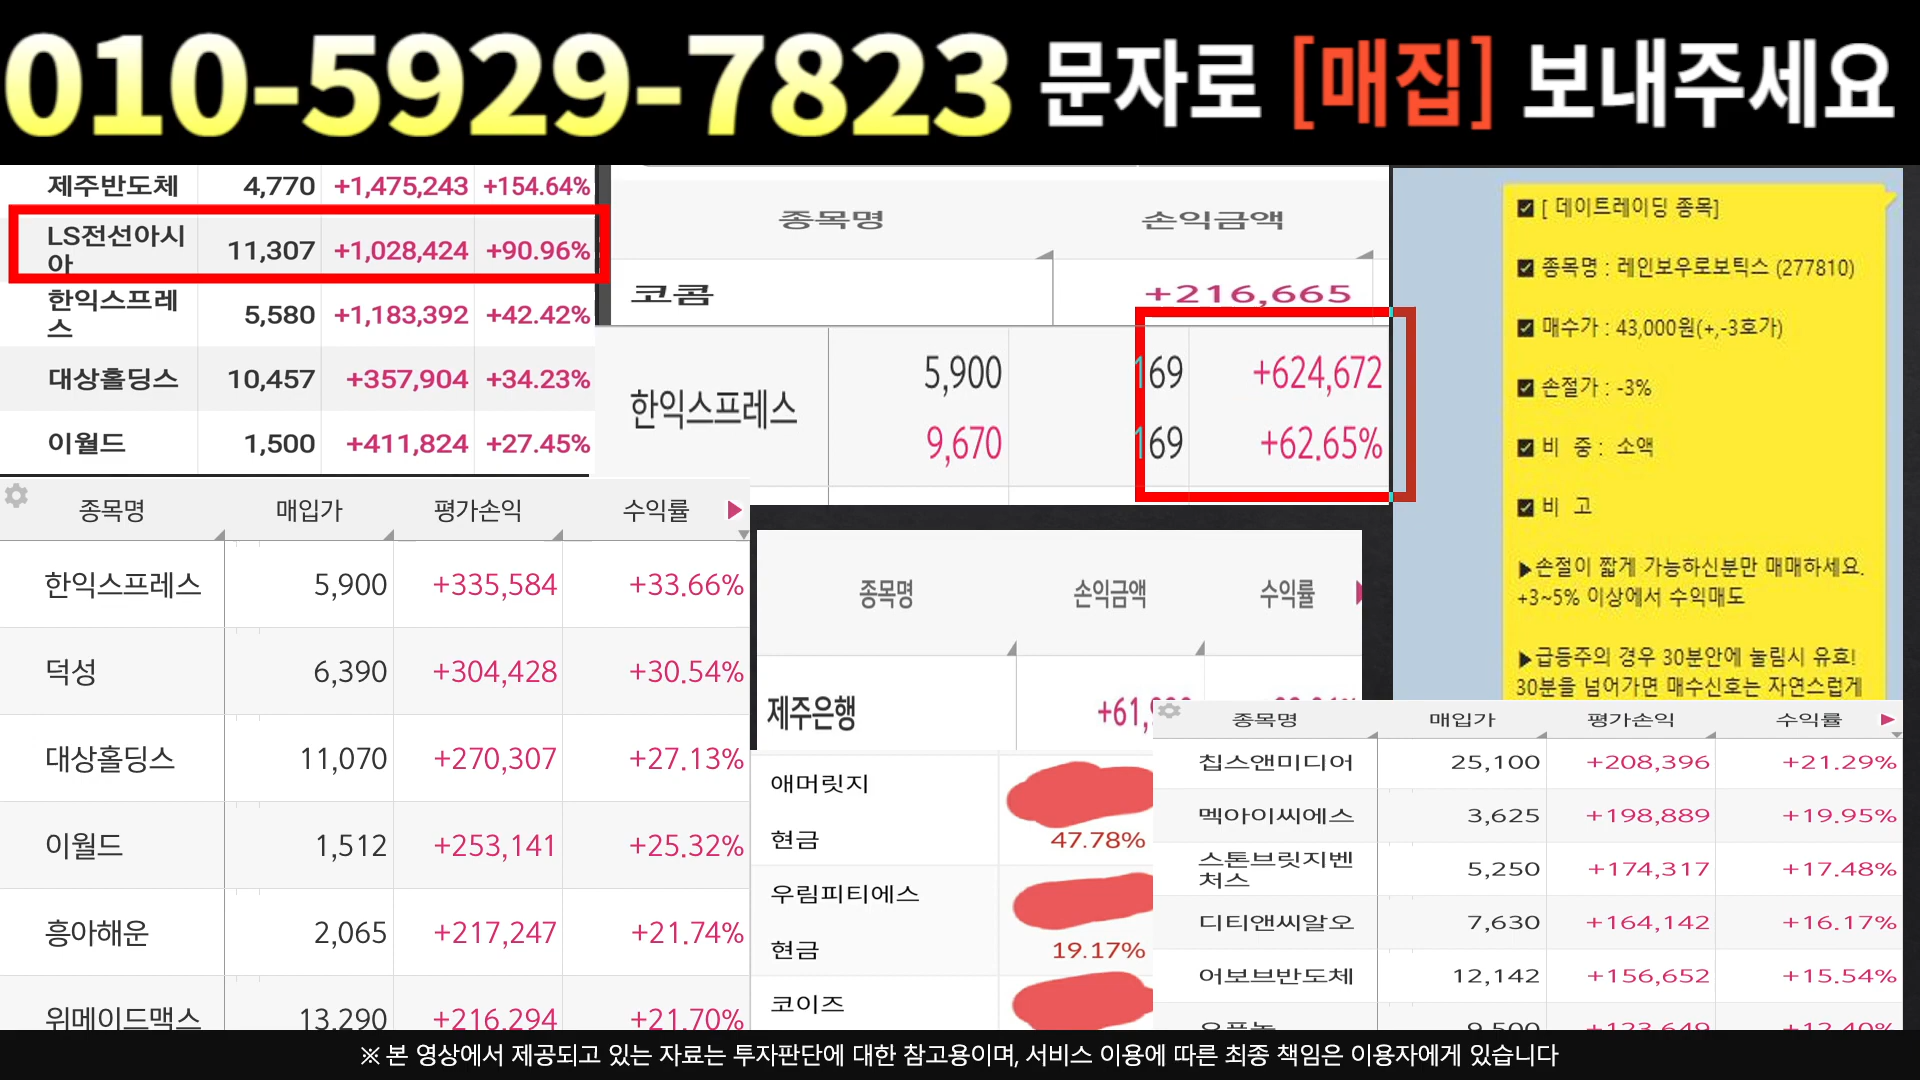 010-5929-7823 문자로 [매집] 보내주세요
제주반도체 4,770 +1,475,243 +154.64%
LS전선아시
아 11,307 +1,028,424 +90.96%
한익스프레
스 5,580 +1,183,392 +42.42%
대상홀딩스 10,457 +357,904 +34.23%
이월드 1,500 +411,824 +27.45%
종목명 손익금액
코콤 +216,665
한익스프레스 5,900 169 +624,672
9,670 169 +62.65%
[ 데이트레이딩 종목]
종목명 : 레인보우로보틱스 (277810)
매수가 : 43,000원(+,-3호가)
손절가 : -3%
비 중 : 소액
비 고
▶손절이 짧게 가능하신분만 매매하세요.
+3~5% 이상에서 수익매도
▶급등주의 경우 30분안에 눌림시 유효!
30분을 넘어가면 매수신호는 자연스럽게
종목명 매입가 평가손익 수익률
한익스프레스 5,900 +335,584 +33.66%
덕성 6,390 +304,428 +30.54%
대상홀딩스 11,070 +270,307 +27.13%
이월드 1,512 +253,141 +25.32%
흥아해운 2,065 +217,247 +21.74%
위메이드맥스 13,290 +216,294 +21.70%
종목명 손익금액 수익률
제주은행 +61,
애머릿지
현금 47.78%
우림피티에스
현금 19.17%
코이즈
종목명 매입가 평가손익 수익률
칩스앤미디어 25,100 +208,396 +21.29%
멕아이씨에스 3,625 +198,889 +19.95%
스톤브릿지벤
처스 5,250 +174,317 +17.48%
디티앤씨알오 7,630 +164,142 +16.17%
어보브반도체 12,142 +156,652 +15.54%
※ 본 영상에서 제공되고 있는 자료는 투자판단에 대한 참고용이며, 서비스 이용에 따른 최종 책임은 이용자에게 있습니다